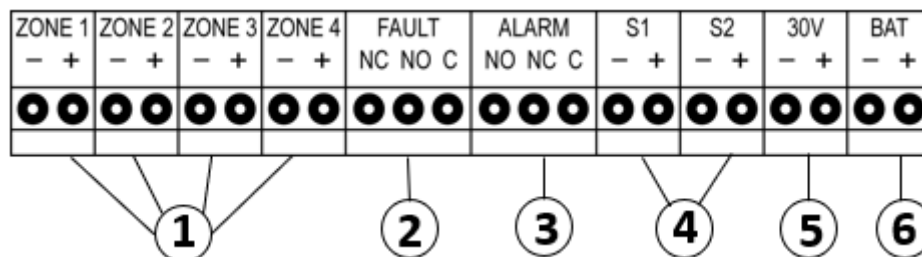 ZONE 1 ZONE 2 ZONE 3 ZONE 4 FAULT ALARM S1 S2 30V BAT
− + − + − + − + NC NO C NO NC C − + − + − + − +
1 2 3 4 5 6